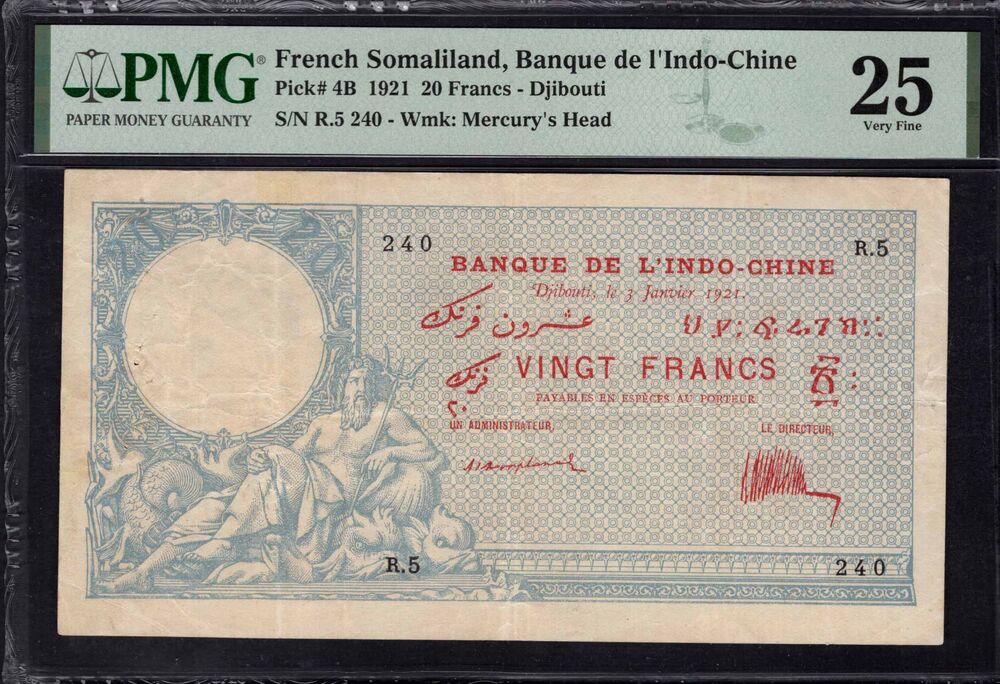 PMG®
PAPER MONEY GUARANTY
French Somaliland, Banque de l'Indo-Chine
Pick# 4B 1921 20 Francs - Djibouti
S/N R.5 240 - Wmk: Mercury's Head
25
Very Fine
240
R.5
BANQUE DE L'INDO-CHINE
Djibouti, le 3 Janvier 1921.
عشرون فرنك
VINGT FRANCS
فرنك
٢٠
PAYABLES EN ESPÈCES AU PORTEUR
UN ADMINISTRATEUR,
LE DIRECTEUR,
R.5
240